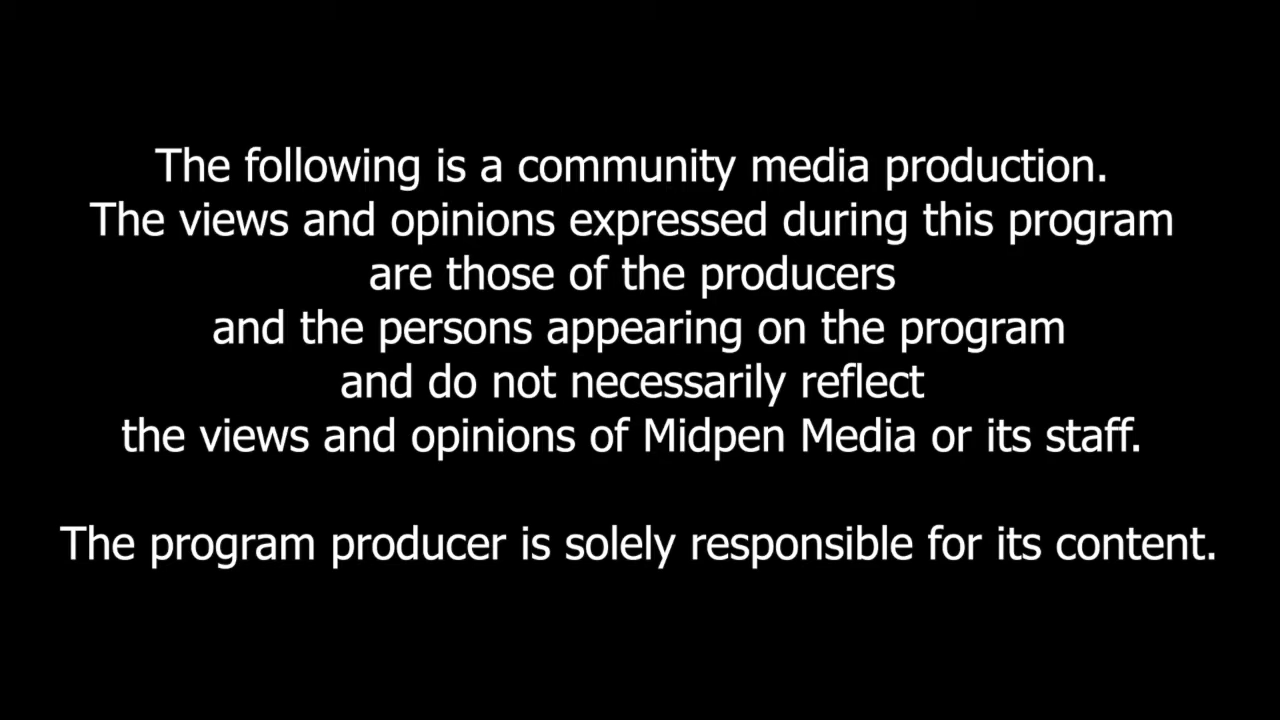 The following is a community media production.
The views and opinions expressed during this program
are those of the producers
and the persons appearing on the program
and do not necessarily reflect
the views and opinions of Midpen Media or its staff.
The program producer is solely responsible for its content.